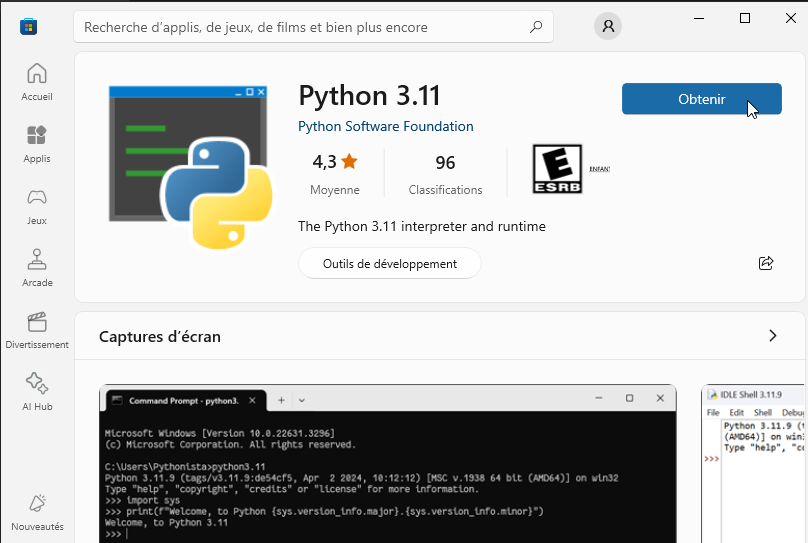 Recherche d’applis, de jeux, de films et bien plus encore
Accueil
Applis
Jeux
Arcade
Divertissement
AI Hub
Nouveautés
Python 3.11
Python Software Foundation
Obtenir
4,3
Moyenne
96
Classifications
E
ESRB
ENFANT
The Python 3.11 interpreter and runtime
Outils de développement
Captures d’écran
Command Prompt - python3.
Microsoft Windows [Version 10.0.22631.3296]
(c) Microsoft Corporation. All rights reserved.
C:\Users\Pythonista>python3.11
Python 3.11.9 (tags/v3.11.9:de54cf5, Apr  2 2024, 10:12:12) [MSC v.1938 64 bit (AMD64)] on win32
Type "help", "copyright", "credits" or "license" for more information.
>>> import sys
>>> print(f"Welcome, to Python {sys.version_info.major}.{sys.version_info.minor}")
Welcome, to Python 3.11
>>>
IDLE Shell 3.11.9
File Edit Shell Debu
Python 3.11.9 (t
(AMD64)] on win3
Type "help", "co
>>>